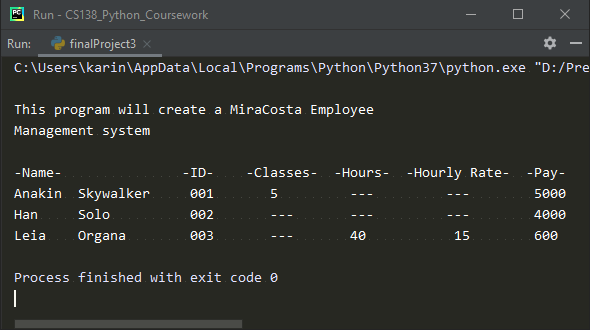 PC
Run - CS138_Python_Coursework
Run: finalProject3
C:\Users\karin\AppData\Local\Programs\Python\Python37\python.exe "D:/Pre
This program will create a MiraCosta Employee
Management system
-Name- -ID- -Classes- -Hours- -Hourly Rate- -Pay-
Anakin Skywalker 001 5 --- --- 5000
Han Solo 002 --- --- --- 4000
Leia Organa 003 --- 40 15 600
Process finished with exit code 0